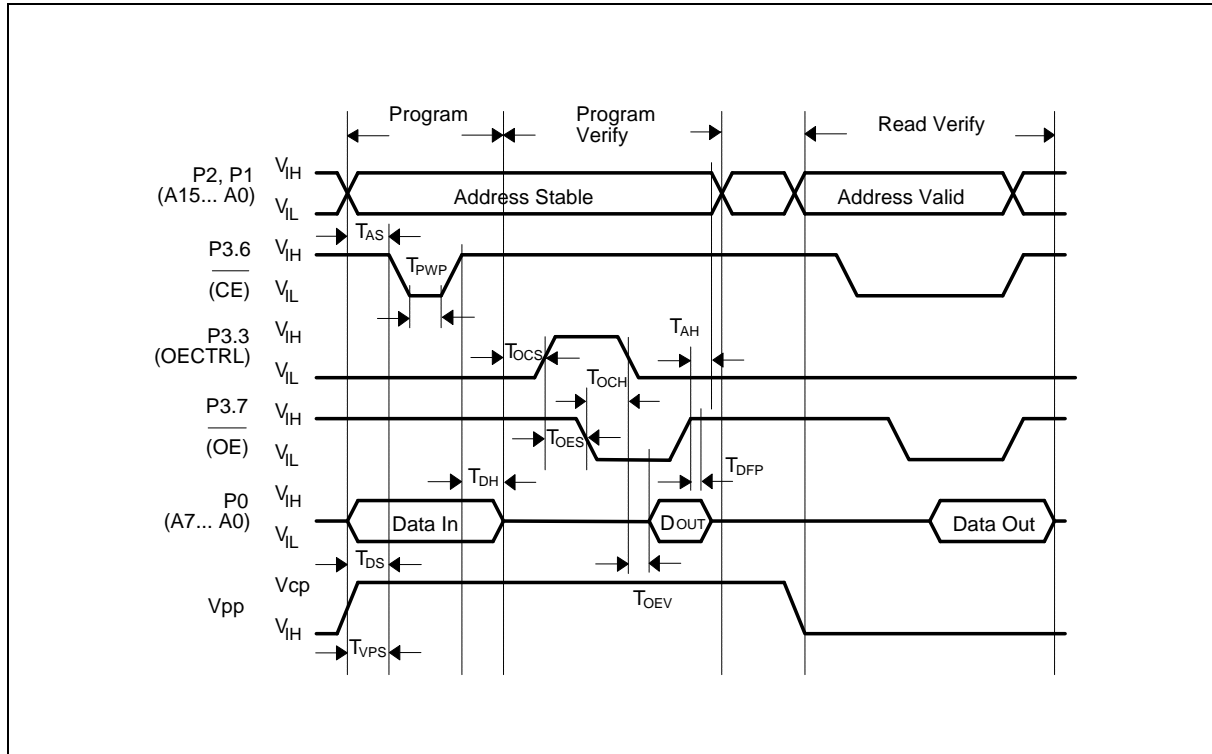 Program
Program
Verify
Read Verify
P2, P1
(A15... A0)
VIH
VIL
Address Stable
Address Valid
TAS
P3.6
(CE)
VIH
VIL
TPWP
P3.3
(OECTRL)
VIH
VIL
TOCS
TAH
TOCH
P3.7
(OE)
VIH
VIL
TOES
TDFP
TDH
P0
(A7... A0)
VIH
VIL
Data In
DOUT
Data Out
TDS
Vpp
Vcp
VIH
TOEV
TVPS